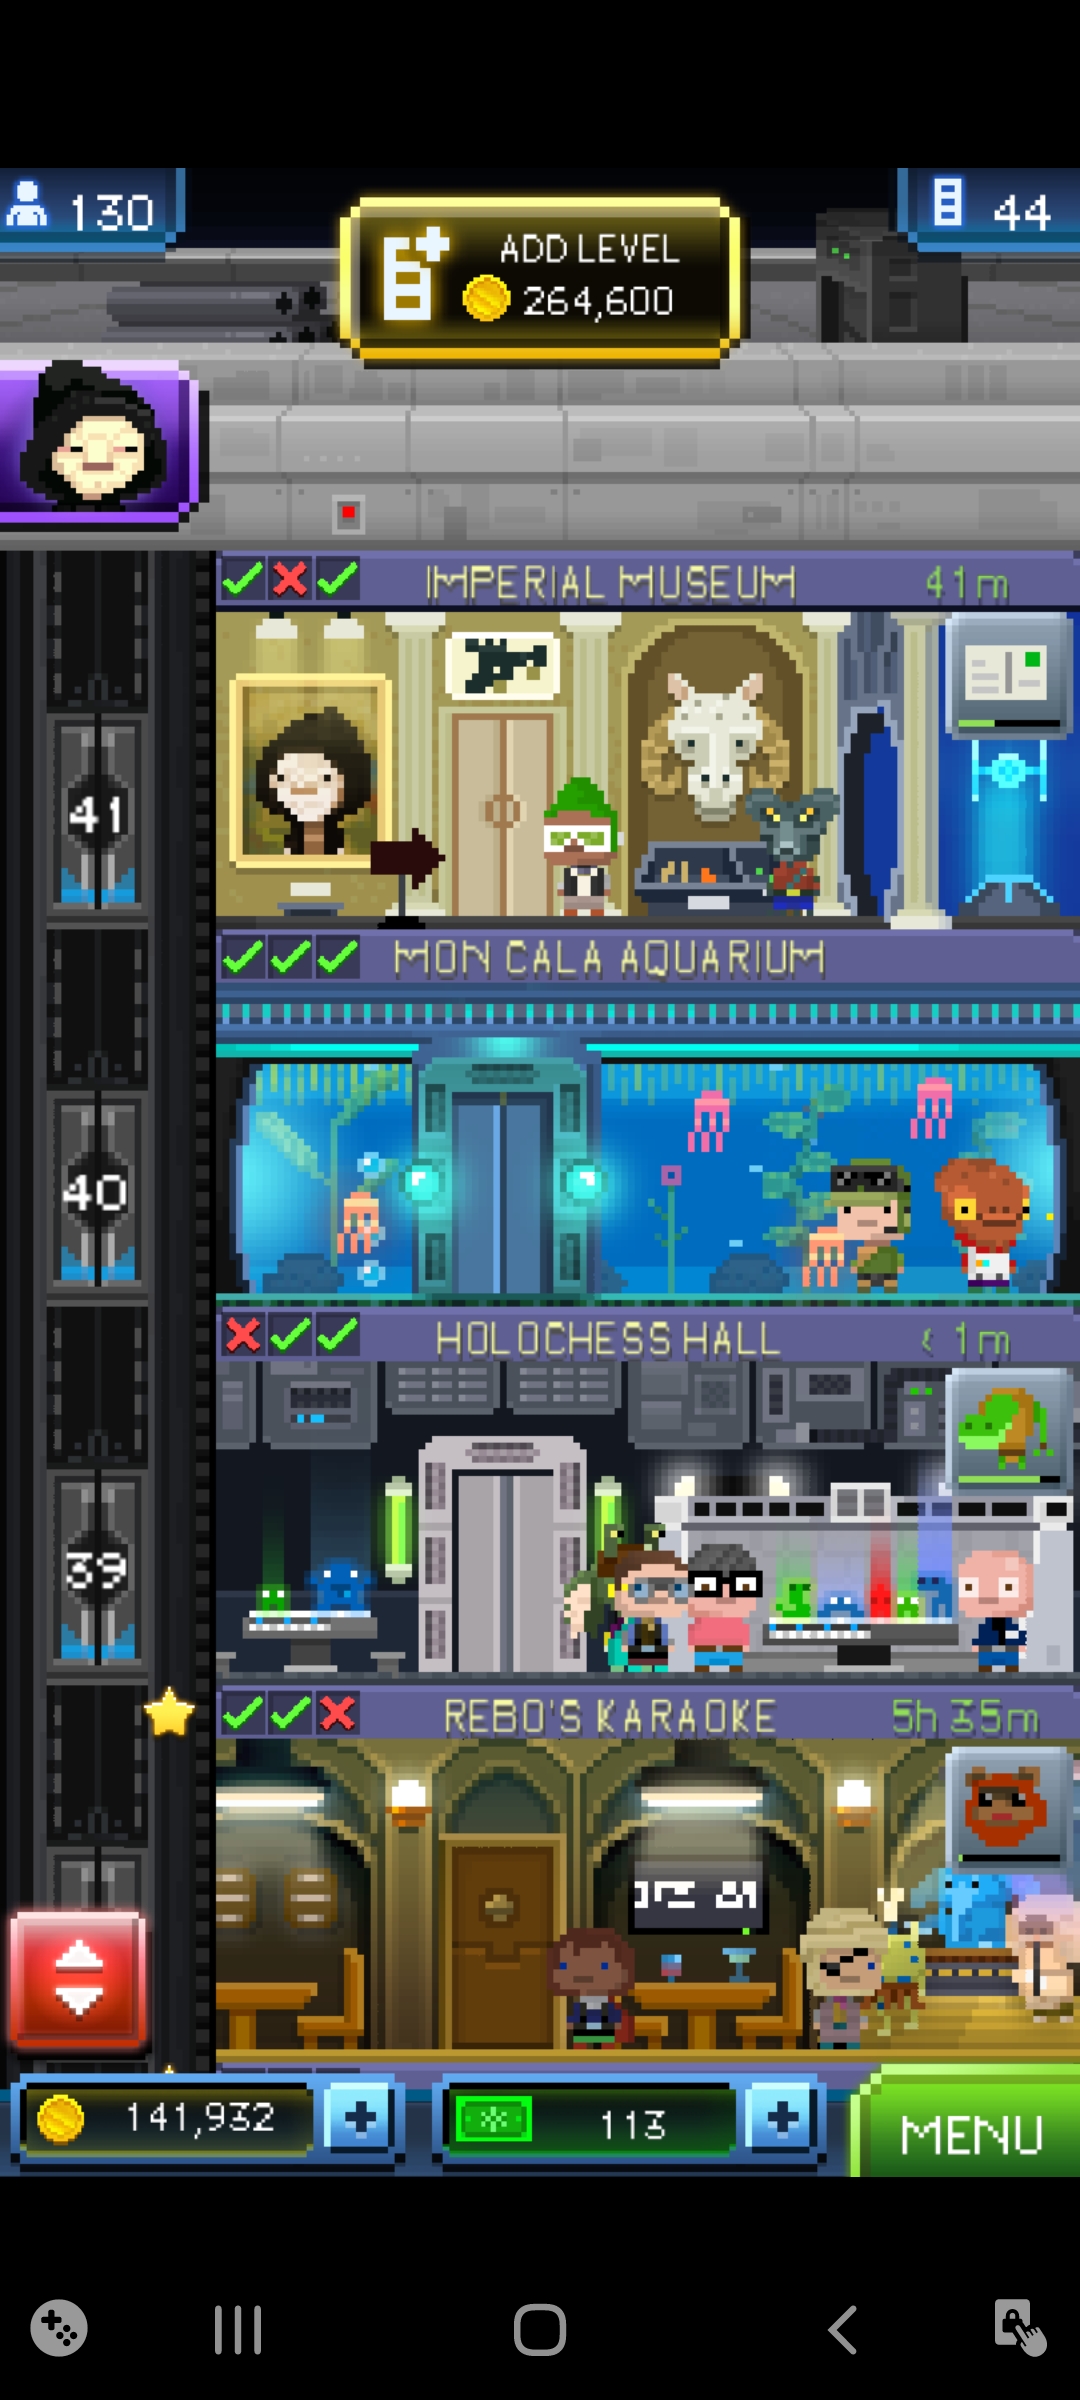 130
ADD LEVEL
264,600
44
IMPERIAL MUSEUM 41m
41
MON CALA AQUARIUM
40
HOLOCHESS HALL < 1m
39
REBO'S KARAOKE 5h 35m
141,932
113
MENU